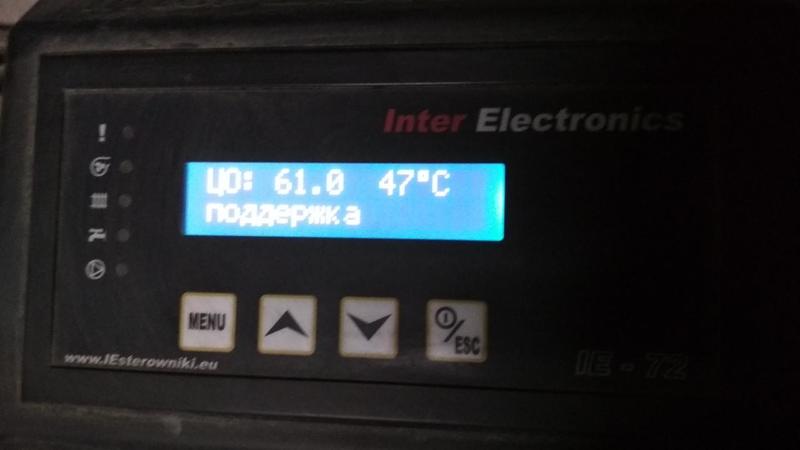 Inter Electronics
ЦО: 61.0 47°C
поддержка
MENU
/ESC
www.IEsterowniki.eu
IE - 72